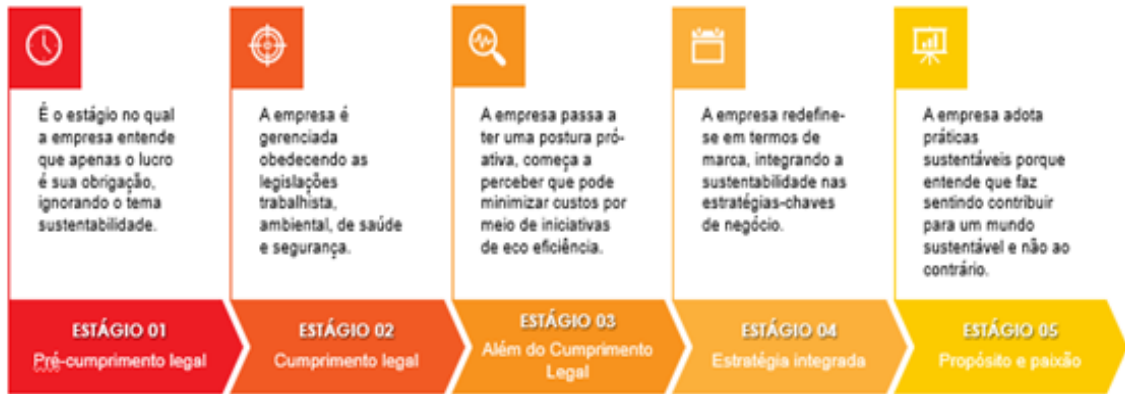 É o estágio no qual
a empresa entende
que apenas o lucro
é sua obrigação,
ignorando o tema
sustentabilidade.
A empresa é
gerenciada
obedecendo as
legislações
trabalhista,
ambiental, de saúde
e segurança.
A empresa passa a
ter uma postura pró-
ativa, começa a
perceber que pode
minimizar custos por
meio de iniciativas
de eco eficiência.
A empresa redefine-
se em termos de
marca, integrando a
sustentabilidade nas
estratégias-chaves
de negócio.
A empresa adota
práticas
sustentáveis porque
entende que faz
sentindo contribuir
para um mundo
sustentável e não ao
contrário.
ESTÁGIO 01
Pré-cumprimento legal
ESTÁGIO 02
Cumprimento legal
ESTÁGIO 03
Além do Cumprimento
Legal
ESTÁGIO 04
Estratégia integrada
ESTÁGIO 05
Propósito e paixão